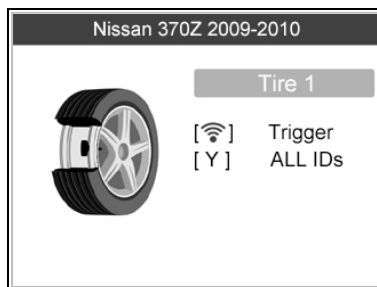 Nissan 370Z 2009-2010
Tire 1
[ ] Trigger
[ Y ] ALL IDs